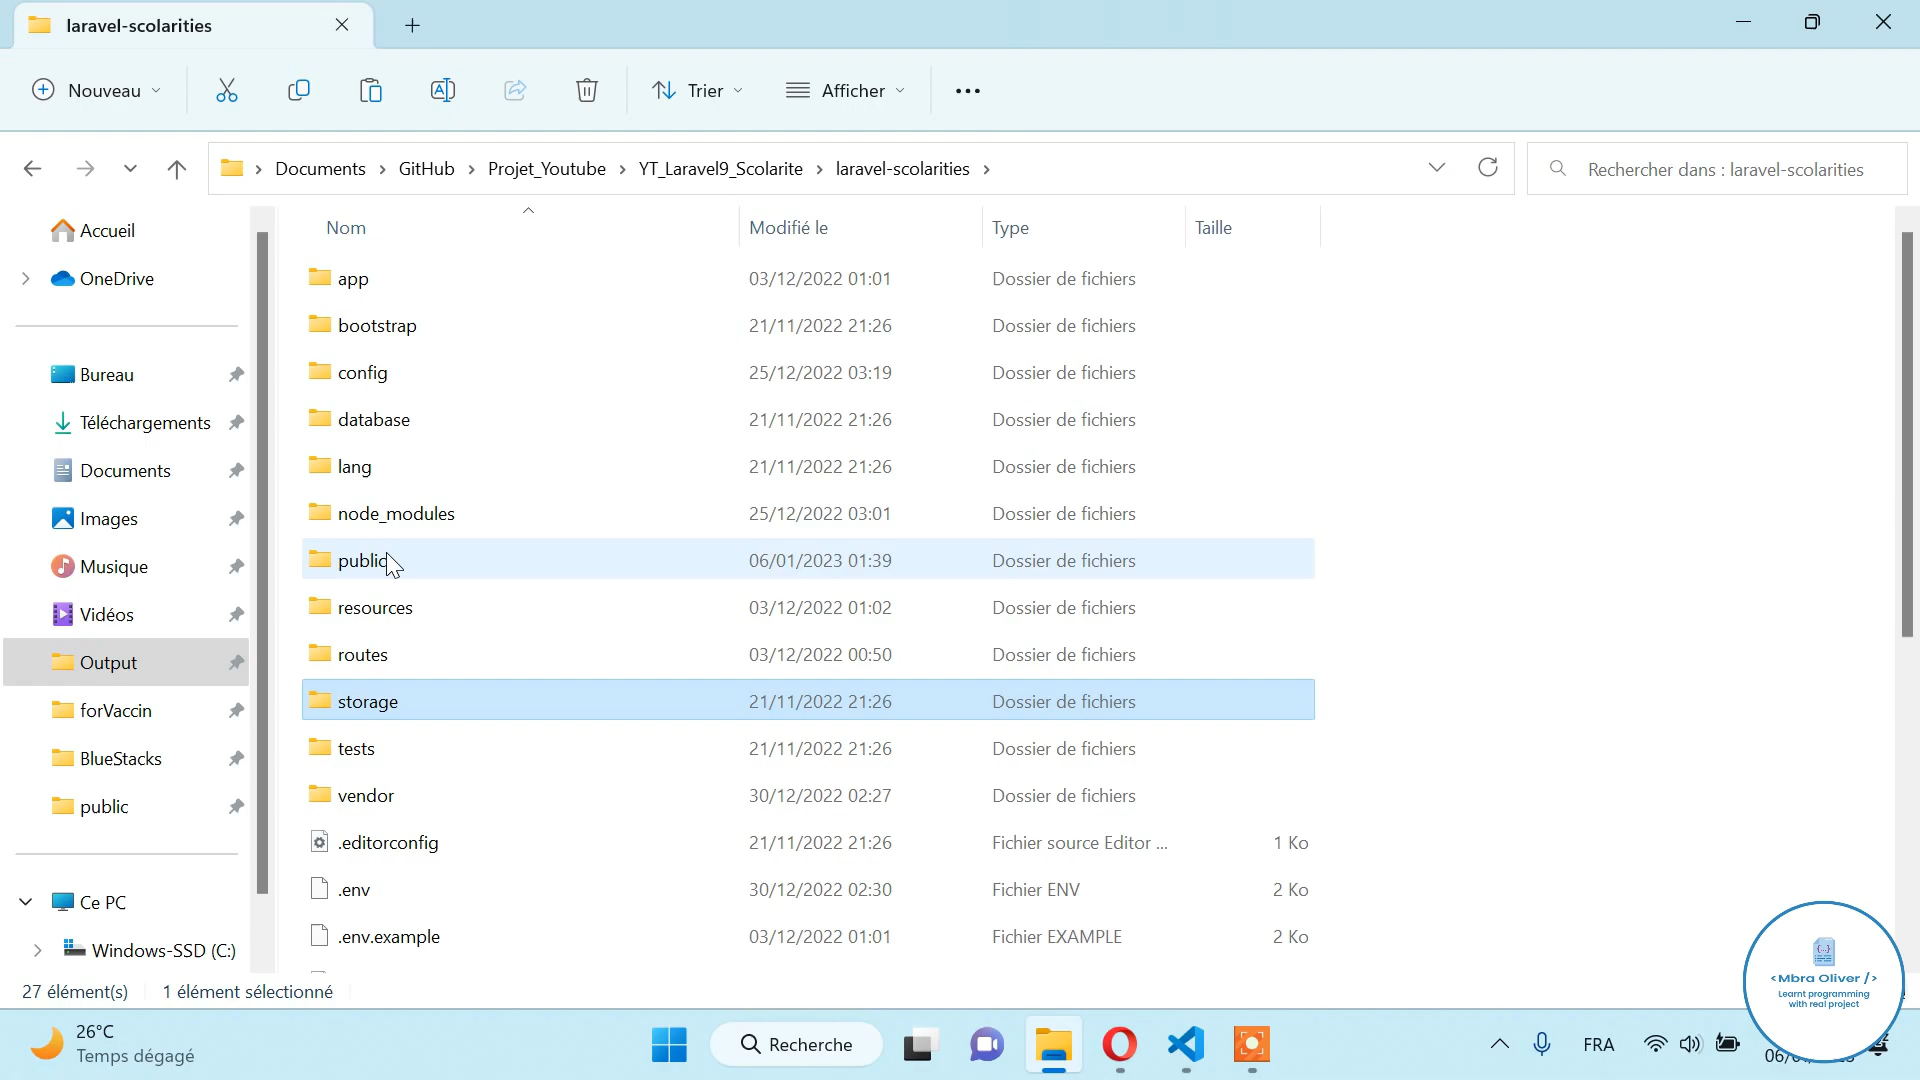 laravel-scolarities
Nouveau
Trier
Afficher
Documents
GitHub
Projet_Youtube
YT_Laravel9_Scolarite
laravel-scolarities
Rechercher dans : laravel-scolarities
Nom
Modifié le
Type
Taille
Accueil
OneDrive
Bureau
Téléchargements
Documents
Images
Musique
Vidéos
Output
forVaccin
BlueStacks
public
Ce PC
Windows-SSD (C:)
app 03/12/2022 01:01 Dossier de fichiers
bootstrap 21/11/2022 21:26 Dossier de fichiers
config 25/12/2022 03:19 Dossier de fichiers
database 21/11/2022 21:26 Dossier de fichiers
lang 21/11/2022 21:26 Dossier de fichiers
node_modules 25/12/2022 03:01 Dossier de fichiers
public 06/01/2023 01:39 Dossier de fichiers
resources 03/12/2022 01:02 Dossier de fichiers
routes 03/12/2022 00:50 Dossier de fichiers
storage 21/11/2022 21:26 Dossier de fichiers
tests 21/11/2022 21:26 Dossier de fichiers
vendor 30/12/2022 02:27 Dossier de fichiers
.editorconfig 21/11/2022 21:26 Fichier source Editor ... 1 Ko
.env 30/12/2022 02:30 Fichier ENV 2 Ko
.env.example 03/12/2022 01:01 Fichier EXAMPLE 2 Ko
27 élément(s) 1 élément sélectionné
<Mbra Oliver />
Learnt programming
with real project
26°C
Temps dégagé
Recherche
FRA